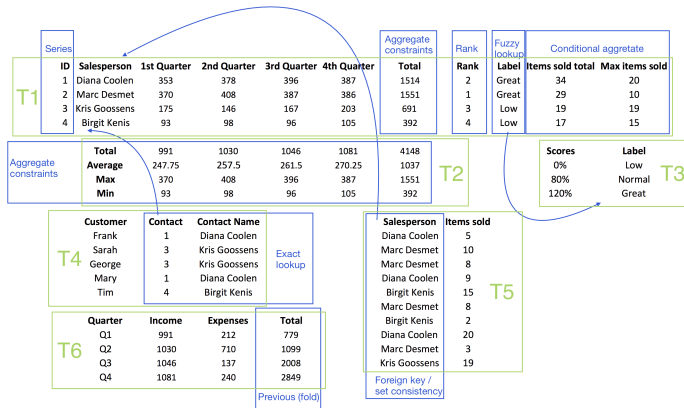 Series
Aggregate
constraints
Rank
Fuzzy
lookup
Conditional aggretate
T1
ID Salesperson 1st Quarter 2nd Quarter 3rd Quarter 4th Quarter Total Rank Label Items sold total Max items sold
1 Diana Coolen 353 378 396 387 1514 2 Great 34 20
2 Marc Desmet 370 408 387 386 1551 1 Great 29 10
3 Kris Goossens 175 146 167 203 691 3 Low 19 19
4 Birgit Kenis 93 98 96 105 392 4 Low 17 15
Aggregate
constraints
Total 991 1030 1046 1081 4148
Average 247.75 257.5 261.5 270.25 1037
Max 370 408 396 387 1551
Min 93 98 96 105 392
T2
Scores Label
0% Low
80% Normal
120% Great
T3
T4
Customer Contact Contact Name
Frank 1 Diana Coolen
Sarah 3 Kris Goossens
George 3 Kris Goossens
Mary 1 Diana Coolen
Tim 4 Birgit Kenis
Exact
lookup
Salesperson Items sold
Diana Coolen 5
Marc Desmet 10
Marc Desmet 8
Diana Coolen 9
Birgit Kenis 15
Marc Desmet 8
Birgit Kenis 2
Diana Coolen 20
Marc Desmet 3
Kris Goossens 19
T5
Foreign key /
set consistency
T6
Quarter Income Expenses Total
Q1 991 212 779
Q2 1030 710 1099
Q3 1046 137 2008
Q4 1081 240 2849
Previous (fold)